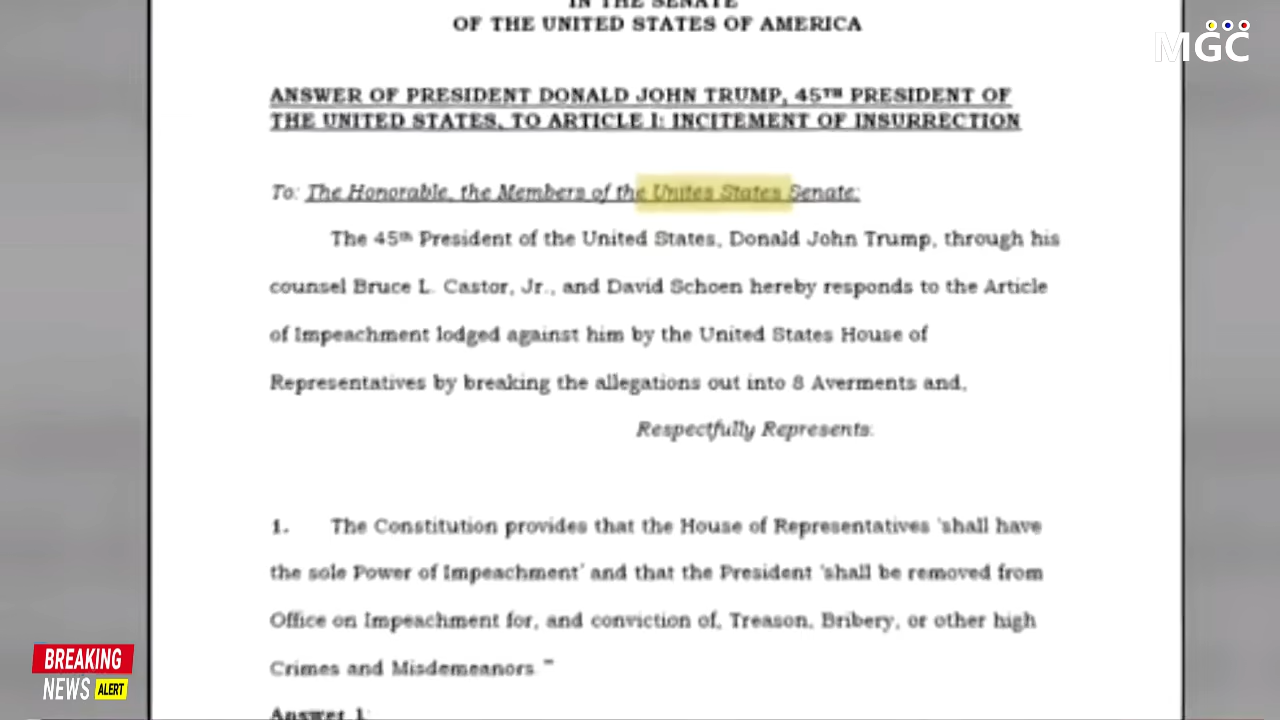 IN THE SENATE
OF THE UNITED STATES OF AMERICA
MGC
ANSWER OF PRESIDENT DONALD JOHN TRUMP, 45TH PRESIDENT OF
THE UNITED STATES, TO ARTICLE I: INCITEMENT OF INSURRECTION
To: The Honorable, the Members of the Unites States Senate:
The 45th President of the United States, Donald John Trump, through his
counsel Bruce L. Castor, Jr., and David Schoen hereby responds to the Article
of Impeachment lodged against him by the United States House of
Representatives by breaking the allegations out into 8 Averments and,
Respectfully Represents:
1. The Constitution provides that the House of Representatives 'shall have
the sole Power of Impeachment' and that the President 'shall be removed from
Office on Impeachment for, and conviction of, Treason, Bribery, or other high
Crimes and Misdemeanors.'"
Answer 1:
BREAKING
NEWS ALERT